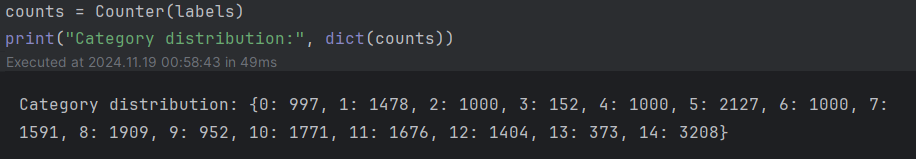 counts = Counter(labels)
print("Category distribution:", dict(counts))
Executed at 2024.11.19 00:58:43 in 49ms
Category distribution: {0: 997, 1: 1478, 2: 1000, 3: 152, 4: 1000, 5: 2127, 6: 1000, 7:
1591, 8: 1909, 9: 952, 10: 1771, 11: 1676, 12: 1404, 13: 373, 14: 3208}